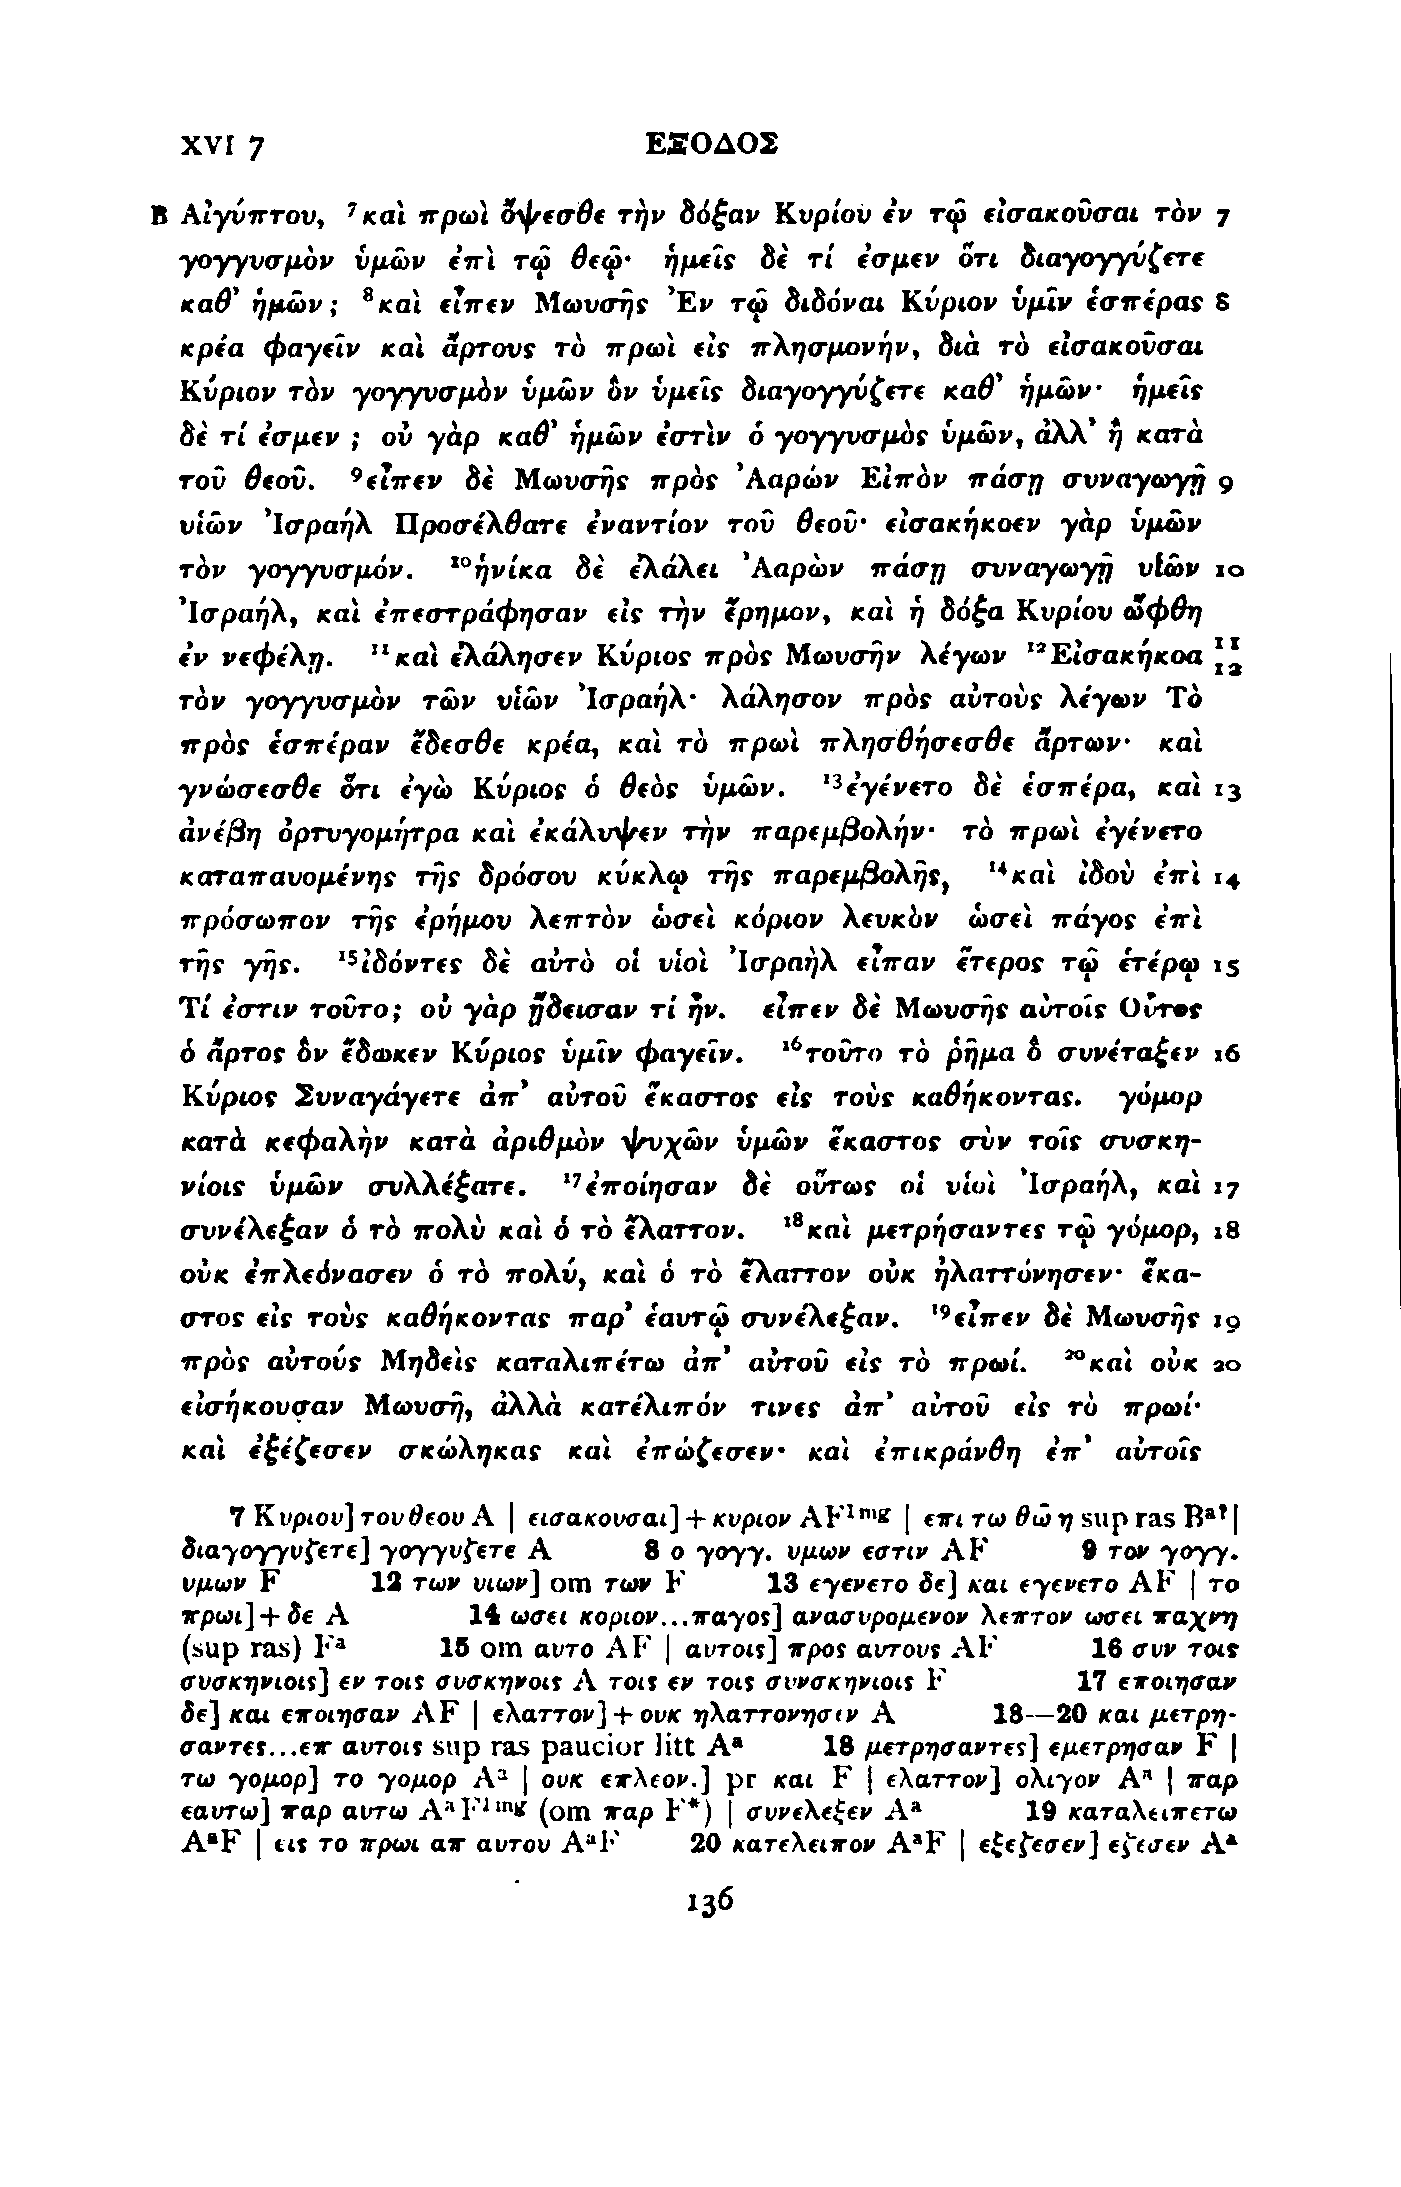 XVI 7 ΕΞΟΔΟΣ
B Αἰγύπτου, ⁷καὶ πρωὶ ὄψεσθε τὴν δόξαν Κυρίου ἐν τῷ εἰσακοῦσαι τὸν 7
γογγυσμὸν ὑμῶν ἐπὶ τῷ θεῷ· ἡμεῖς δὲ τί ἐσμεν ὅτι διαγογγύζετε
καθ᾽ ἡμῶν; ⁸καὶ εἶπεν Μωυσῆς Ἐν τῷ διδόναι Κύριον ὑμῖν ἑσπέρας 8
κρέα φαγεῖν καὶ ἄρτους τὸ πρωὶ εἰς πλησμονήν, διὰ τὸ εἰσακοῦσαι
Κύριον τὸν γογγυσμὸν ὑμῶν ὃν ὑμεῖς διαγογγύζετε καθ᾽ ἡμῶν· ἡμεῖς
δὲ τί ἐσμεν; οὐ γὰρ καθ᾽ ἡμῶν ἐστὶν ὁ γογγυσμὸς ὑμῶν, ἀλλ᾽ ἢ κατὰ
τοῦ θεοῦ. ⁹εἶπεν δὲ Μωυσῆς πρὸς Ἀαρών Εἰπὸν πάσῃ συναγωγῇ 9
υἱῶν Ἰσραήλ Προσέλθατε ἐναντίον τοῦ θεοῦ· εἰσακήκοεν γὰρ ὑμῶν
τὸν γογγυσμόν. ¹⁰ἡνίκα δὲ ἐλάλει Ἀαρὼν πάσῃ συναγωγῇ υἱῶν 10
Ἰσραήλ, καὶ ἐπεστράφησαν εἰς τὴν ἔρημον, καὶ ἡ δόξα Κυρίου ὤφθη
ἐν νεφέλῃ. ¹¹καὶ ἐλάλησεν Κύριος πρὸς Μωυσῆν λέγων ¹²Εἰσακήκοα 11 12
τὸν γογγυσμὸν τῶν υἱῶν Ἰσραήλ· λάλησον πρὸς αὐτοὺς λέγων Τὸ
πρὸς ἑσπέραν ἔδεσθε κρέα, καὶ τὸ πρωὶ πλησθήσεσθε ἄρτων· καὶ
γνώσεσθε ὅτι ἐγὼ Κύριος ὁ θεὸς ὑμῶν. ¹³ἐγένετο δὲ ἑσπέρα, καὶ 13
ἀνέβη ὀρτυγομήτρα καὶ ἐκάλυψεν τὴν παρεμβολήν· τὸ πρωὶ ἐγένετο
καταπαυομένης τῆς δρόσου κύκλῳ τῆς παρεμβολῆς, ¹⁴καὶ ἰδοὺ ἐπὶ 14
πρόσωπον τῆς ἐρήμου λεπτὸν ὡσεὶ κόριον λευκὸν ὡσεὶ πάγος ἐπὶ
τῆς γῆς. ¹⁵ἰδόντες δὲ αὐτὸ οἱ υἱοὶ Ἰσραὴλ εἶπαν ἕτερος τῷ ἑτέρῳ 15
Τί ἐστιν τοῦτο; οὐ γὰρ ᾔδεισαν τί ἦν. εἶπεν δὲ Μωυσῆς αὐτοῖς Οὗτος
ὁ ἄρτος ὃν ἔδωκεν Κύριος ὑμῖν φαγεῖν. ¹⁶τοῦτο τὸ ῥῆμα ὃ συνέταξεν 16
Κύριος Συναγάγετε ἀπ᾽ αὐτοῦ ἕκαστος εἰς τοὺς καθήκοντας. γόμορ
κατὰ κεφαλὴν κατὰ ἀριθμὸν ψυχῶν ὑμῶν ἕκαστος σὺν τοῖς συσκη-
νίοις ὑμῶν συλλέξατε. ¹⁷ἐποίησαν δὲ οὕτως οἱ υἱοὶ Ἰσραήλ, καὶ 17
συνέλεξαν ὁ τὸ πολὺ καὶ ὁ τὸ ἔλαττον. ¹⁸καὶ μετρήσαντες τῷ γόμορ, 18
οὐκ ἐπλεόνασεν ὁ τὸ πολύ, καὶ ὁ τὸ ἔλαττον οὐκ ἠλαττόνησεν· ἕκα-
στος εἰς τοὺς καθήκοντας παρ᾽ ἑαυτῷ συνέλεξαν. ¹⁹εἶπεν δὲ Μωυσῆς 19
πρὸς αὐτούς Μηδεὶς καταλιπέτω ἀπ᾽ αὐτοῦ εἰς τὸ πρωί. ²⁰καὶ οὐκ 20
εἰσήκουσαν Μωυσῆ, ἀλλὰ κατέλιπόν τινες ἀπ᾽ αὐτοῦ εἰς τὸ πρωί·
καὶ ἐξέζεσεν σκώληκας καὶ ἐπώζεσεν· καὶ ἐπικράνθη ἐπ᾽ αὐτοῖς
7 Κυριου] του θεου A | εισακουσαι] + κυριον AF¹ᵐᵍ | επι τω θω̄ η sup ras Bᵃ? |
διαγογγυζετε] γογγυζετε A 8 ο γογγ. υμων εστιν AF 9 τον γογγ.
υμων F 12 των υιων] om των F 13 εγενετο δε] και εγενετο AF | το
πρωι] + δε A 14 ωσει κοριον...παγος] ανασυρομενον λεπτον ωσει παχνη
(sup ras) Fᵃ 15 om αυτο AF | αυτοις] προς αυτους AF 16 συν τοις
συσκηνιοις] εν τοις συσκηνοις A τοις εν τοις συνσκηνιοις F 17 εποιησαν
δε] και εποιησαν AF | ελαττον] + ουκ ηλαττονησεν A 18—20 και μετρη-
σαντες...επ αυτοις sup ras paucior litt Aᵃ 18 μετρησαντες] εμετρησαν F |
τω γομορ] το γομορ Aᵃ | ουκ επλεον.] pr και F | ελαττον] ολιγον Aᵃ | παρ
εαυτω] παρ αυτω AᵃF¹ᵐᵍ (om παρ F*) | συνελεξεν Aᵃ 19 καταλειπετω
AᵃF | εις το πρωι απ αυτου AᵃF 20 κατελειπον AᵃF | εξεζεσεν] εζεσεν Aᵃ
136